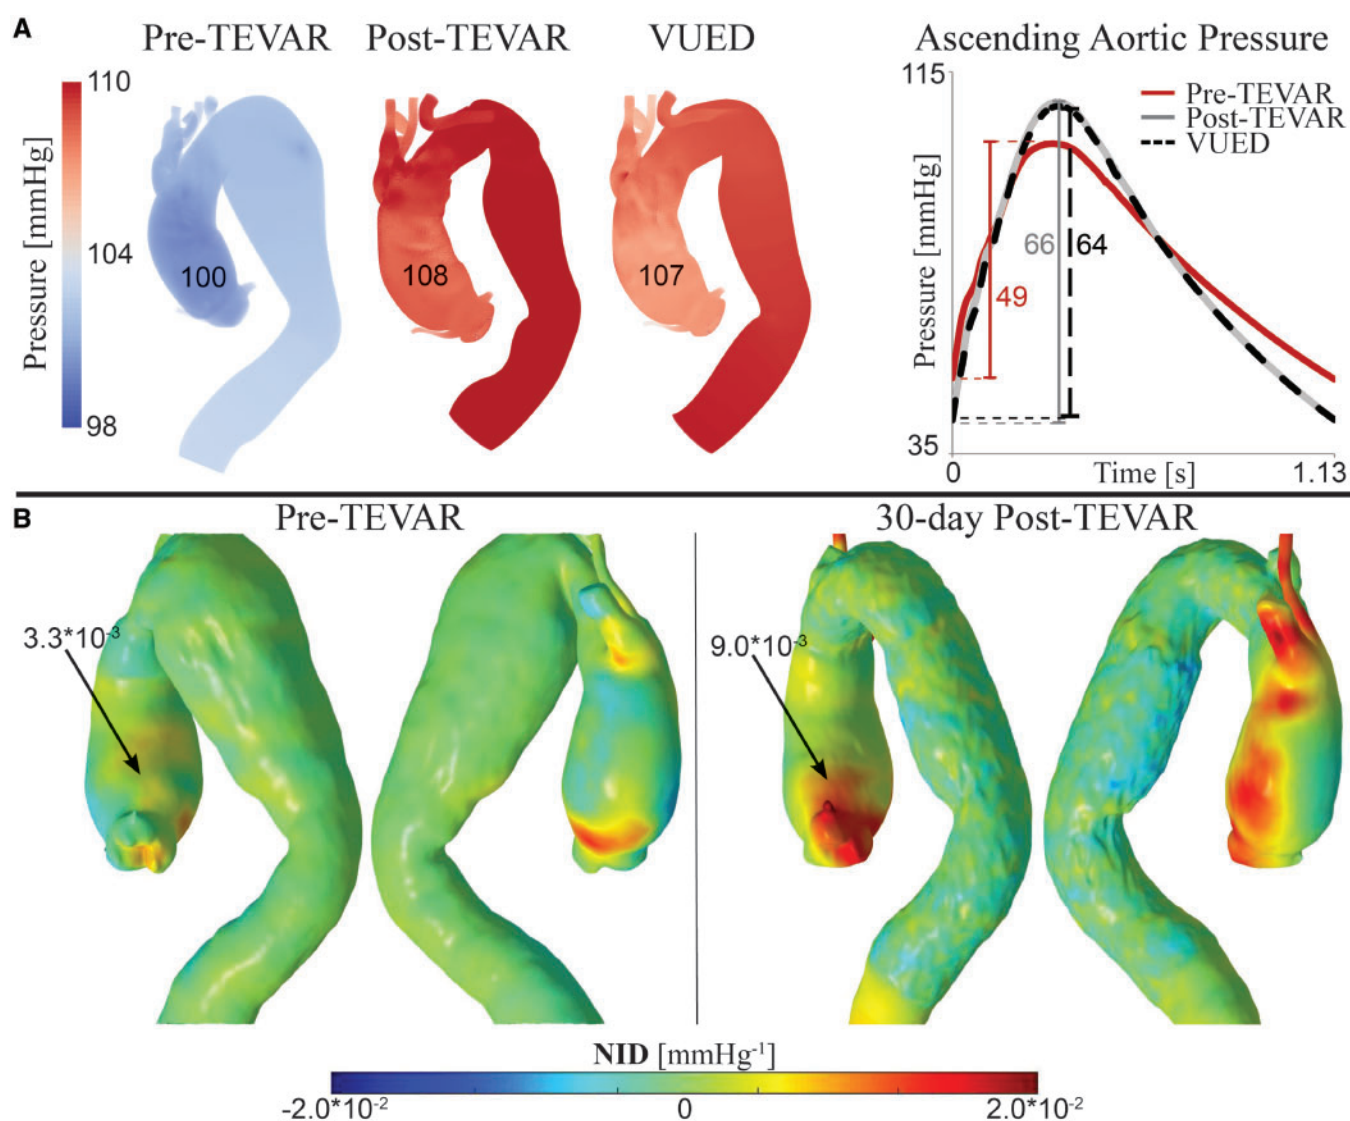 A
Pre-TEVAR Post-TEVAR VUED Ascending Aortic Pressure
Pressure [mmHg]
110
104
98
100
108
107
Pressure [mmHg]
115
35
Pre-TEVAR
Post-TEVAR
VUED
66
64
49
0 Time [s] 1.13
B
Pre-TEVAR 30-day Post-TEVAR
3.3*10-3
9.0*10-3
NID [mmHg-1]
-2.0*10-2 0 2.0*10-2